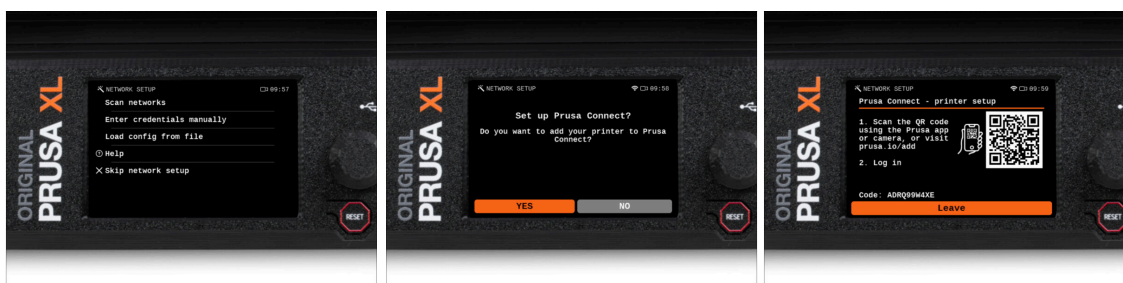 ORIGINAL
PRUSA XL
NETWORK SETUP 09:57
Scan networks
Enter credentials manually
Load config from file
Help
Skip network setup
RESET
ORIGINAL
PRUSA XL
NETWORK SETUP 09:58
Set up Prusa Connect?
Do you want to add your printer to Prusa
Connect?
YES NO
RESET
ORIGINAL
PRUSA XL
NETWORK SETUP 09:59
Prusa Connect - printer setup
1. Scan the QR code
using the Prusa app
or camera, or visit
prusa.io/add
2. Log in
Code: ADRQ99W4XE
Leave
RESET